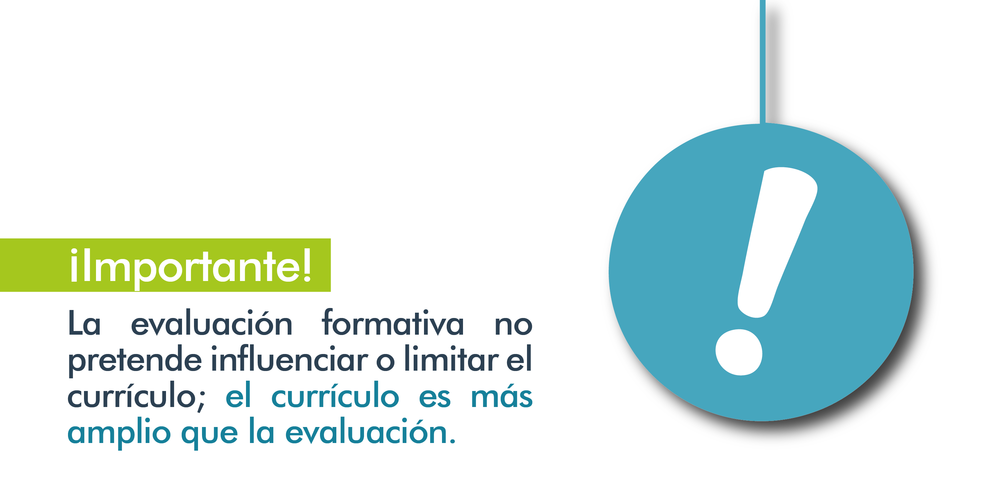 ¡Importante!
La evaluación formativa no
pretende influenciar o limitar el
currículo; el currículo es más
amplio que la evaluación.
!